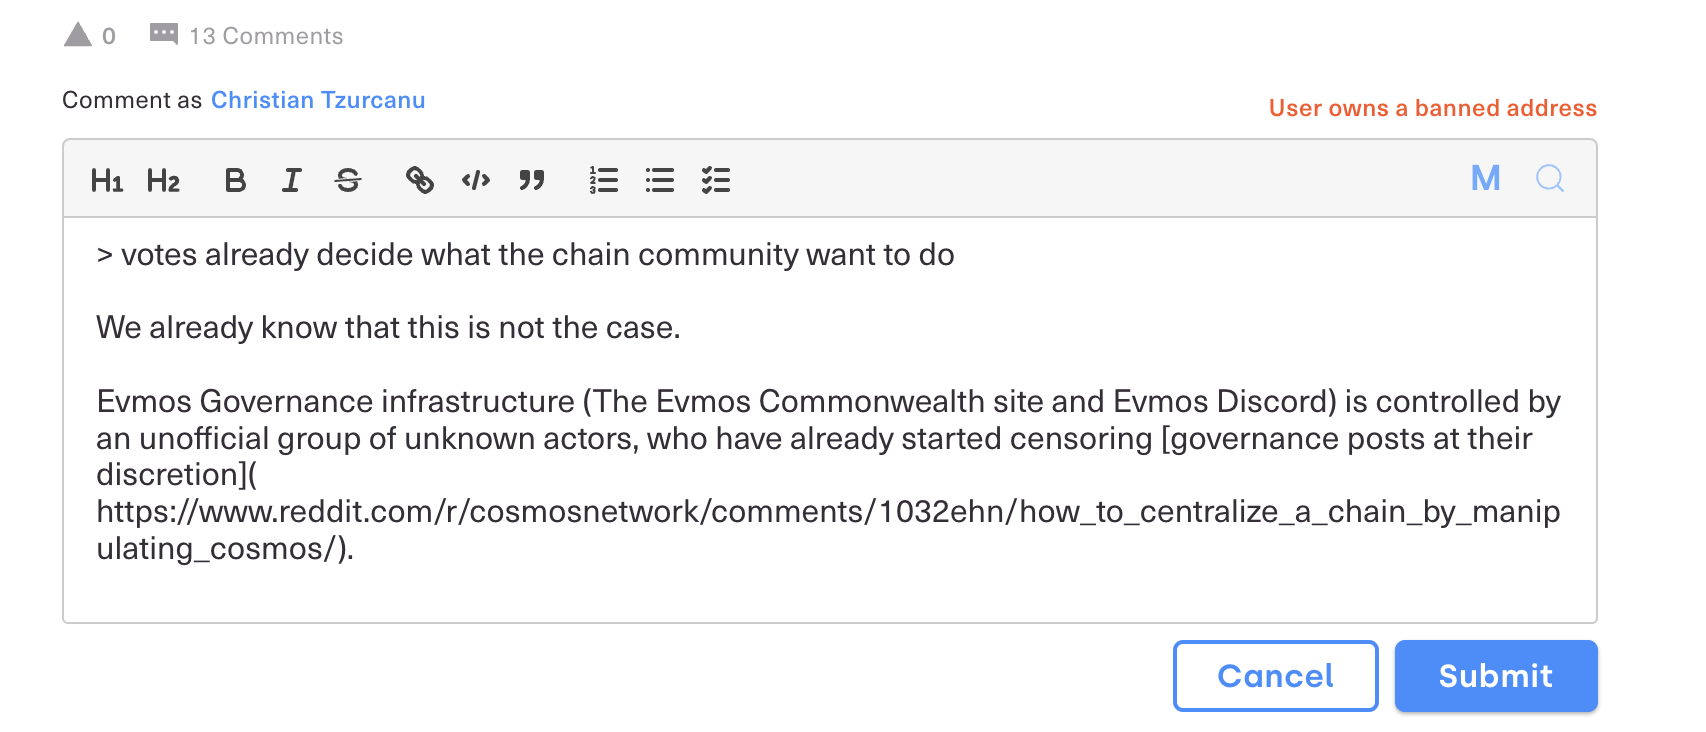 0 13 Comments
Comment as Christian Tzurcanu
User owns a banned address
H1 H2 B I S </> M
> votes already decide what the chain community want to do
We already know that this is not the case.
Evmos Governance infrastructure (The Evmos Commonwealth site and Evmos Discord) is controlled by
an unofficial group of unknown actors, who have already started censoring [governance posts at their
discretion](
https://www.reddit.com/r/cosmosnetwork/comments/1032ehn/how_to_centralize_a_chain_by_manip
ulating_cosmos/).
Cancel Submit